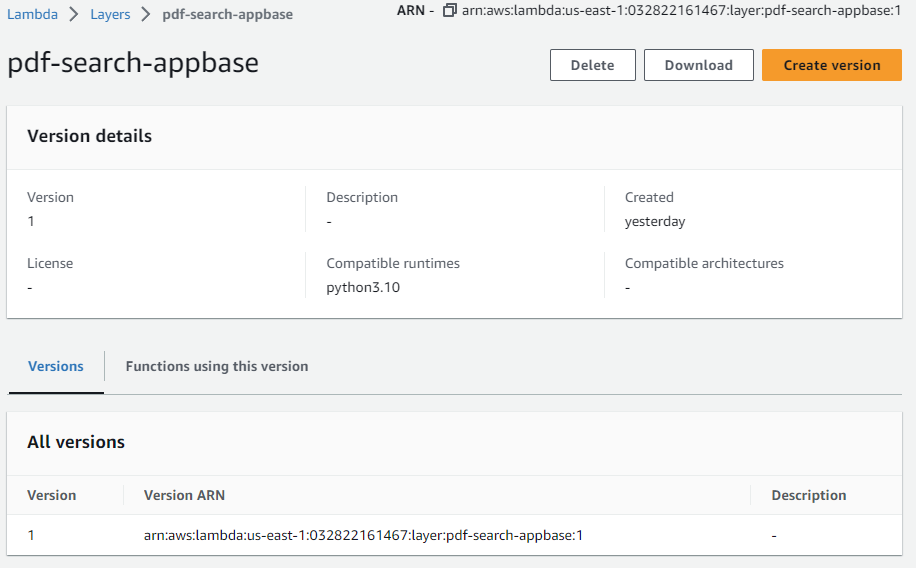 Lambda > Layers > pdf-search-appbase
ARN - arn:aws:lambda:us-east-1:032822161467:layer:pdf-search-appbase:1
pdf-search-appbase
Delete Download Create version
Version details
Version Description Created
1 - yesterday
License Compatible runtimes Compatible architectures
- python3.10 -
Versions Functions using this version
All versions
Version Version ARN Description
1 arn:aws:lambda:us-east-1:032822161467:layer:pdf-search-appbase:1 -